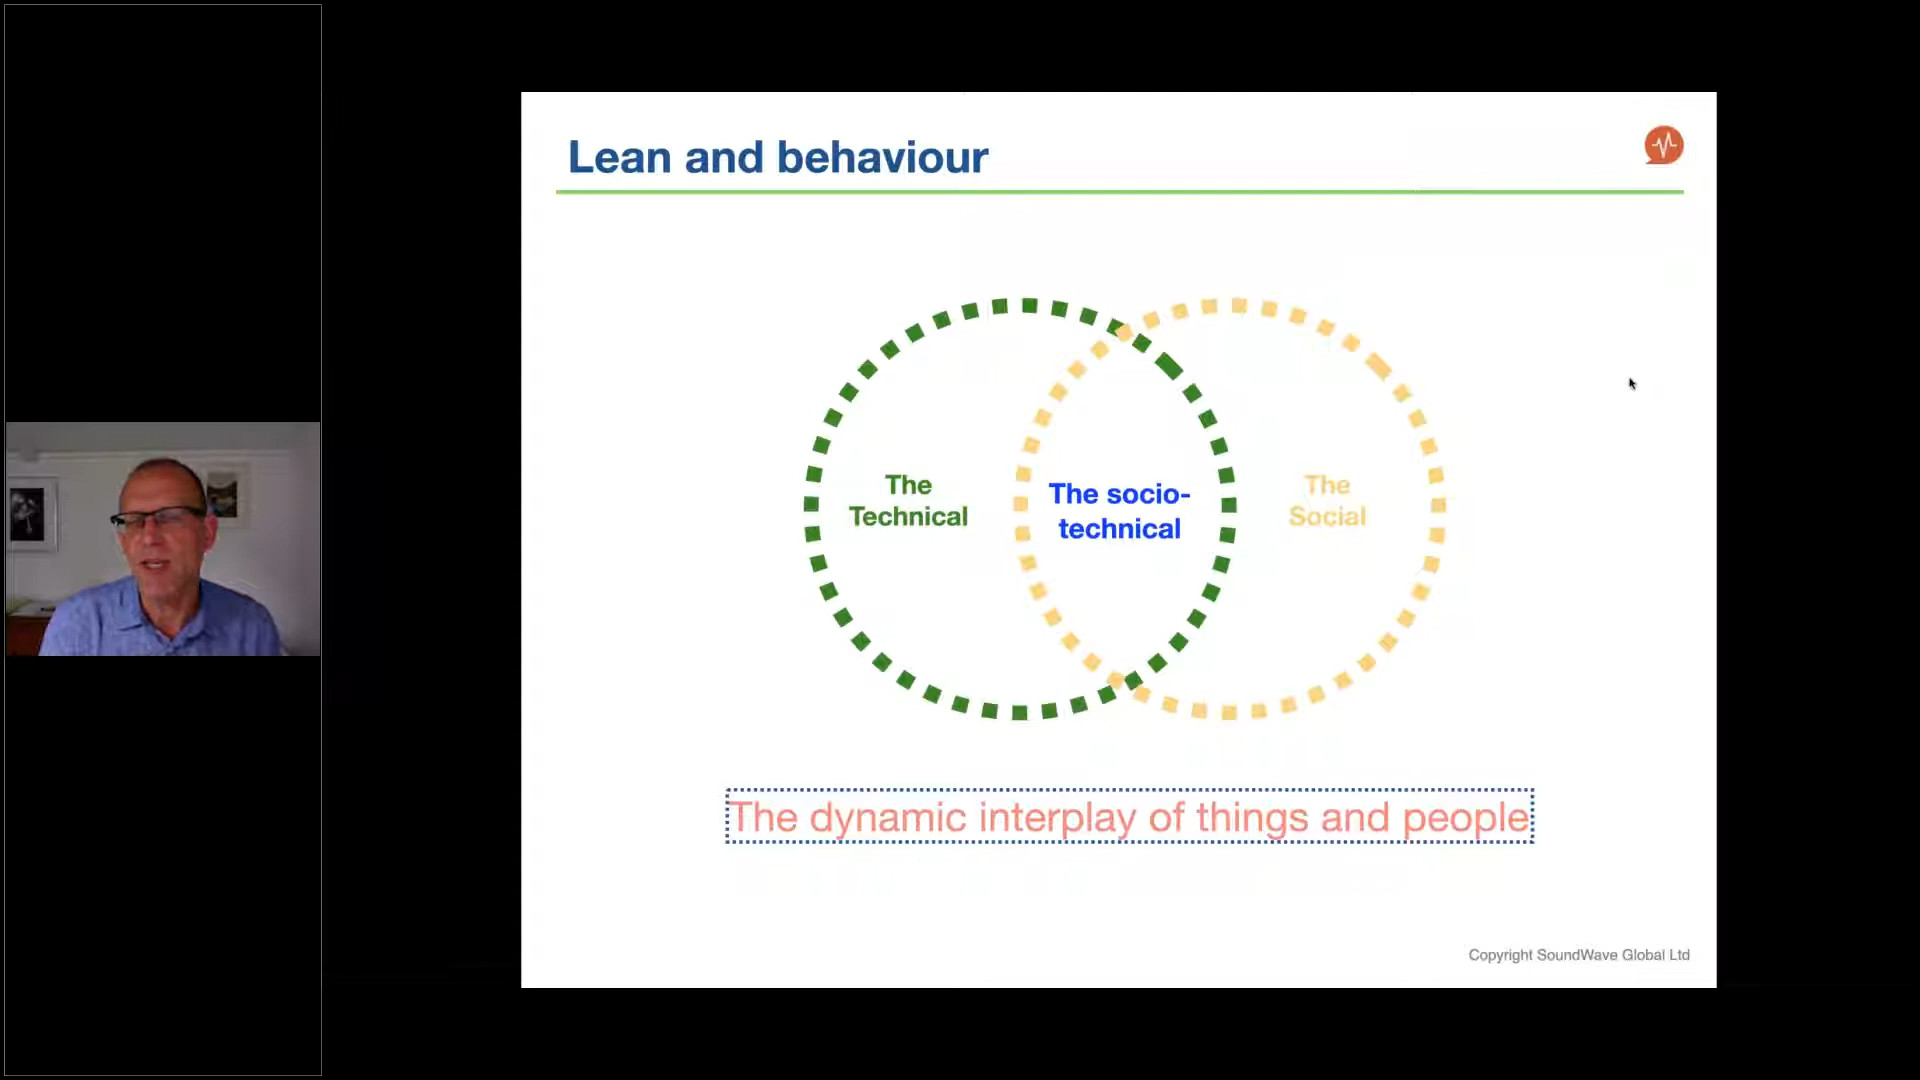 Lean and behaviour
The
Technical
The socio-
technical
The
Social
The dynamic interplay of things and people
Copyright SoundWave Global Ltd